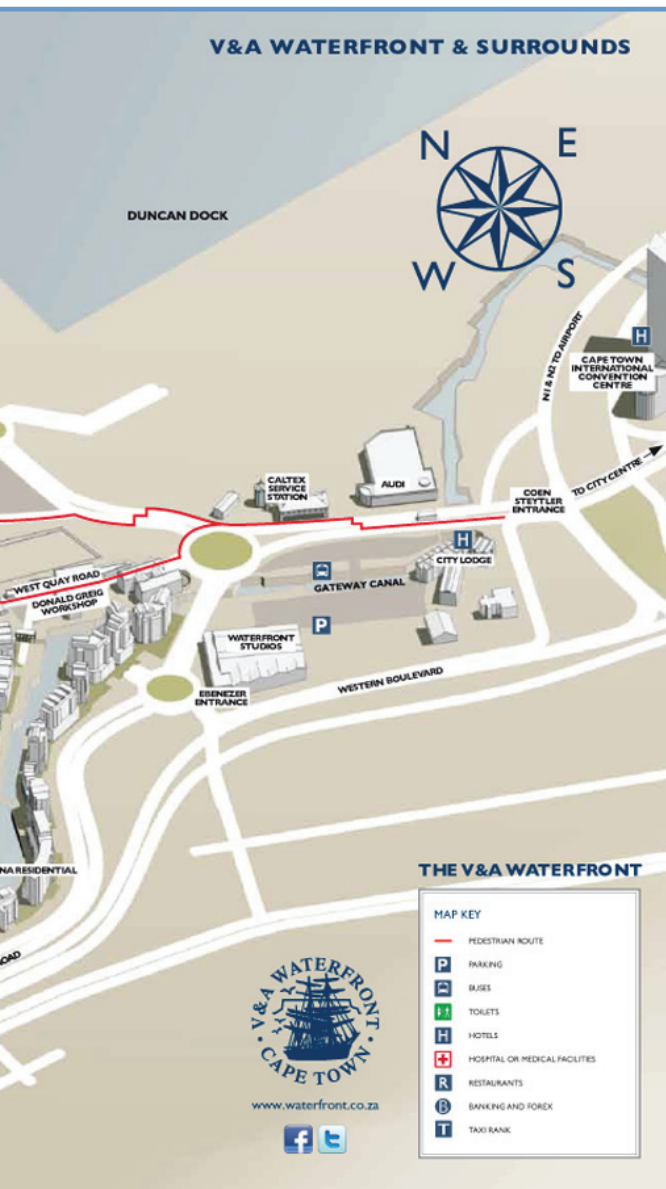 V&A WATERFRONT & SURROUNDS
N
E
W
S
DUNCAN DOCK
N1 & N2 TO AIRPORT
H
CAPE TOWN
INTERNATIONAL
CONVENTION
CENTRE
TO CITY CENTRE
CALTEX
SERVICE
STATION
AUDI
COEN
STEYTLER
ENTRANCE
H
CITY LODGE
WEST QUAY ROAD
DONALD GREIG
WORKSHOP
GATEWAY CANAL
P
WATERFRONT
STUDIOS
WESTERN BOULEVARD
EBENEZER
ENTRANCE
NA RESIDENTIAL
OAD
THE V&A WATERFRONT
MAP KEY
PEDESTRIAN ROUTE
P PARKING
BUSES
TOILETS
H HOTELS
HOSPITAL OR MEDICAL FACILITIES
R RESTAURANTS
B BANKING AND FOREX
T TAXI RANK
V&A WATERFRONT
CAPE TOWN
www.waterfront.co.za
f t